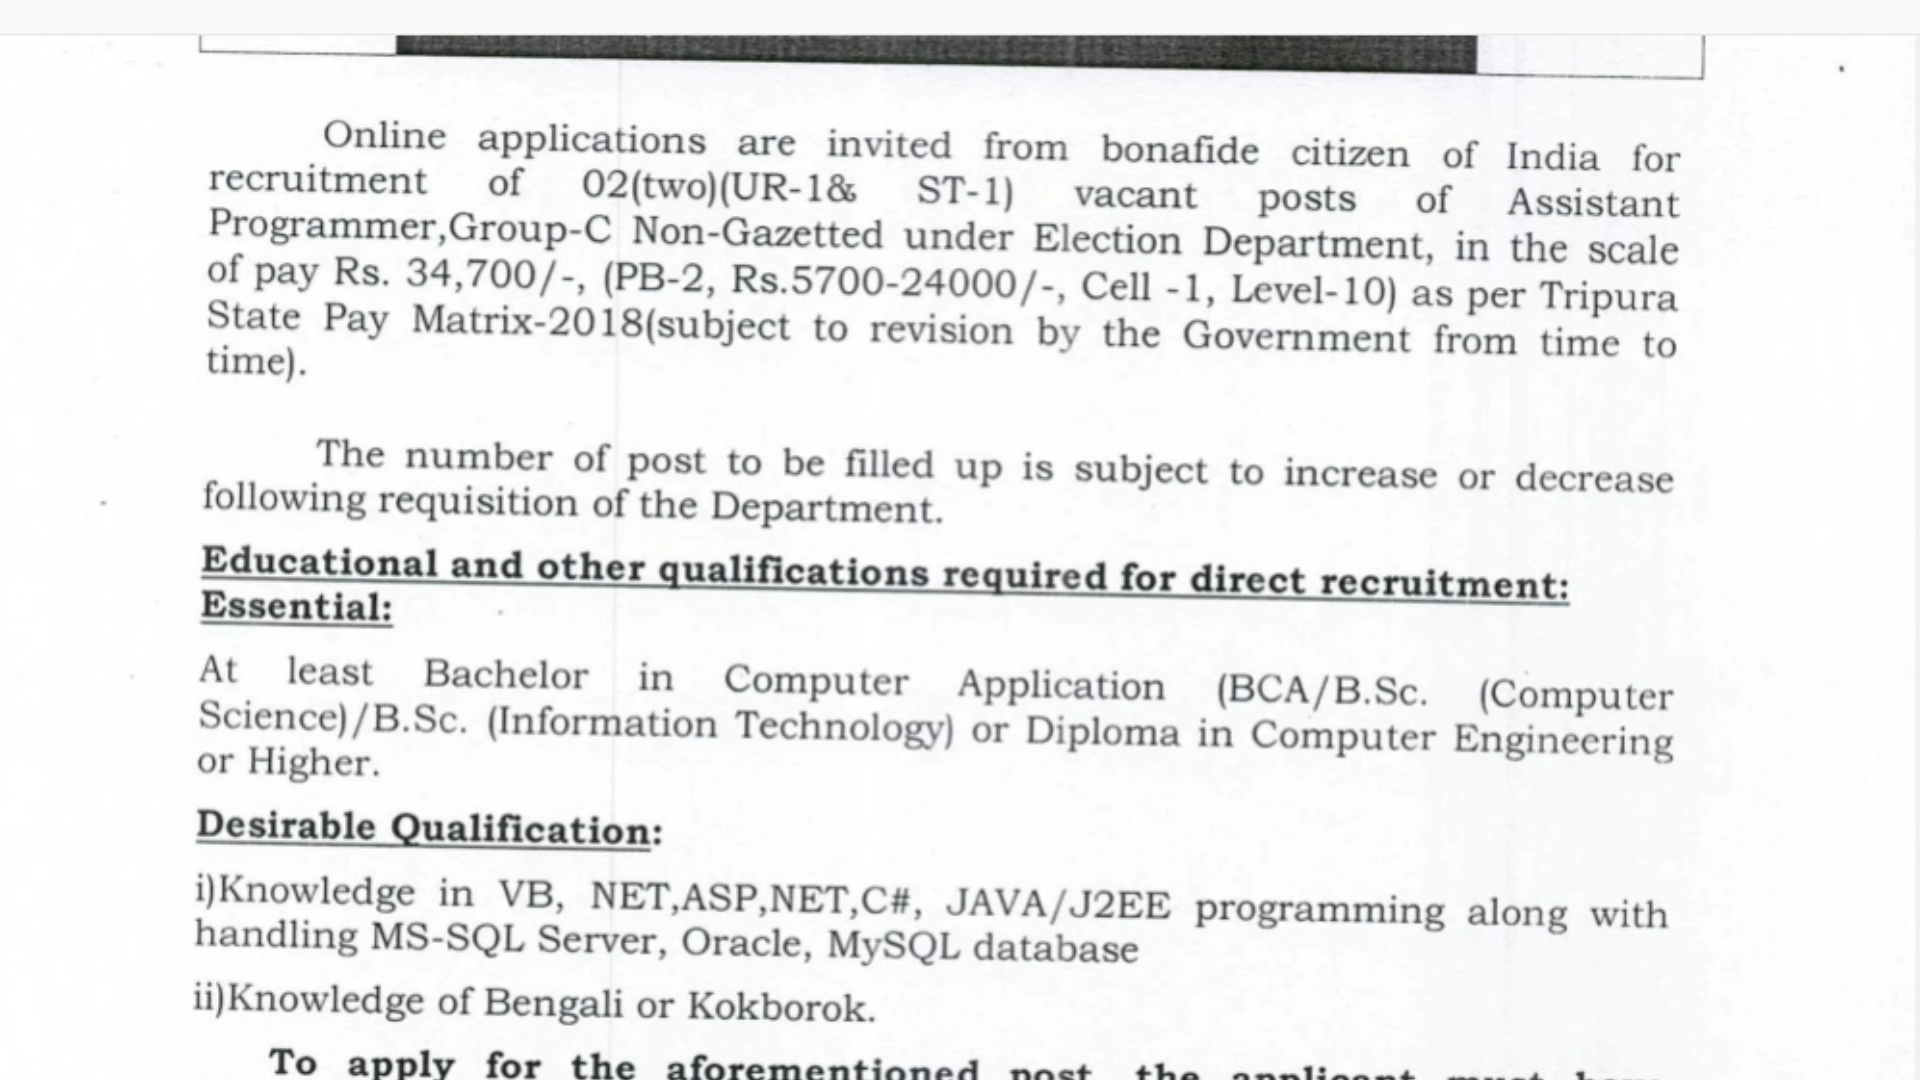 Online applications are invited from bonafide citizen of India for
recruitment of 02(two)(UR-1& ST-1) vacant posts of Assistant
Programmer,Group-C Non-Gazetted under Election Department, in the scale
of pay Rs. 34,700/-, (PB-2, Rs.5700-24000/-, Cell -1, Level-10) as per Tripura
State Pay Matrix-2018(subject to revision by the Government from time to
time).
The number of post to be filled up is subject to increase or decrease
following requisition of the Department.
Educational and other qualifications required for direct recruitment:
Essential:
At least Bachelor in Computer Application (BCA/B.Sc. (Computer
Science)/B.Sc. (Information Technology) or Diploma in Computer Engineering
or Higher.
Desirable Qualification:
i)Knowledge in VB, NET,ASP,NET,C#, JAVA/J2EE programming along with
handling MS-SQL Server, Oracle, MySQL database
ii)Knowledge of Bengali or Kokborok.
To apply for the aforementioned post, the applicant must have